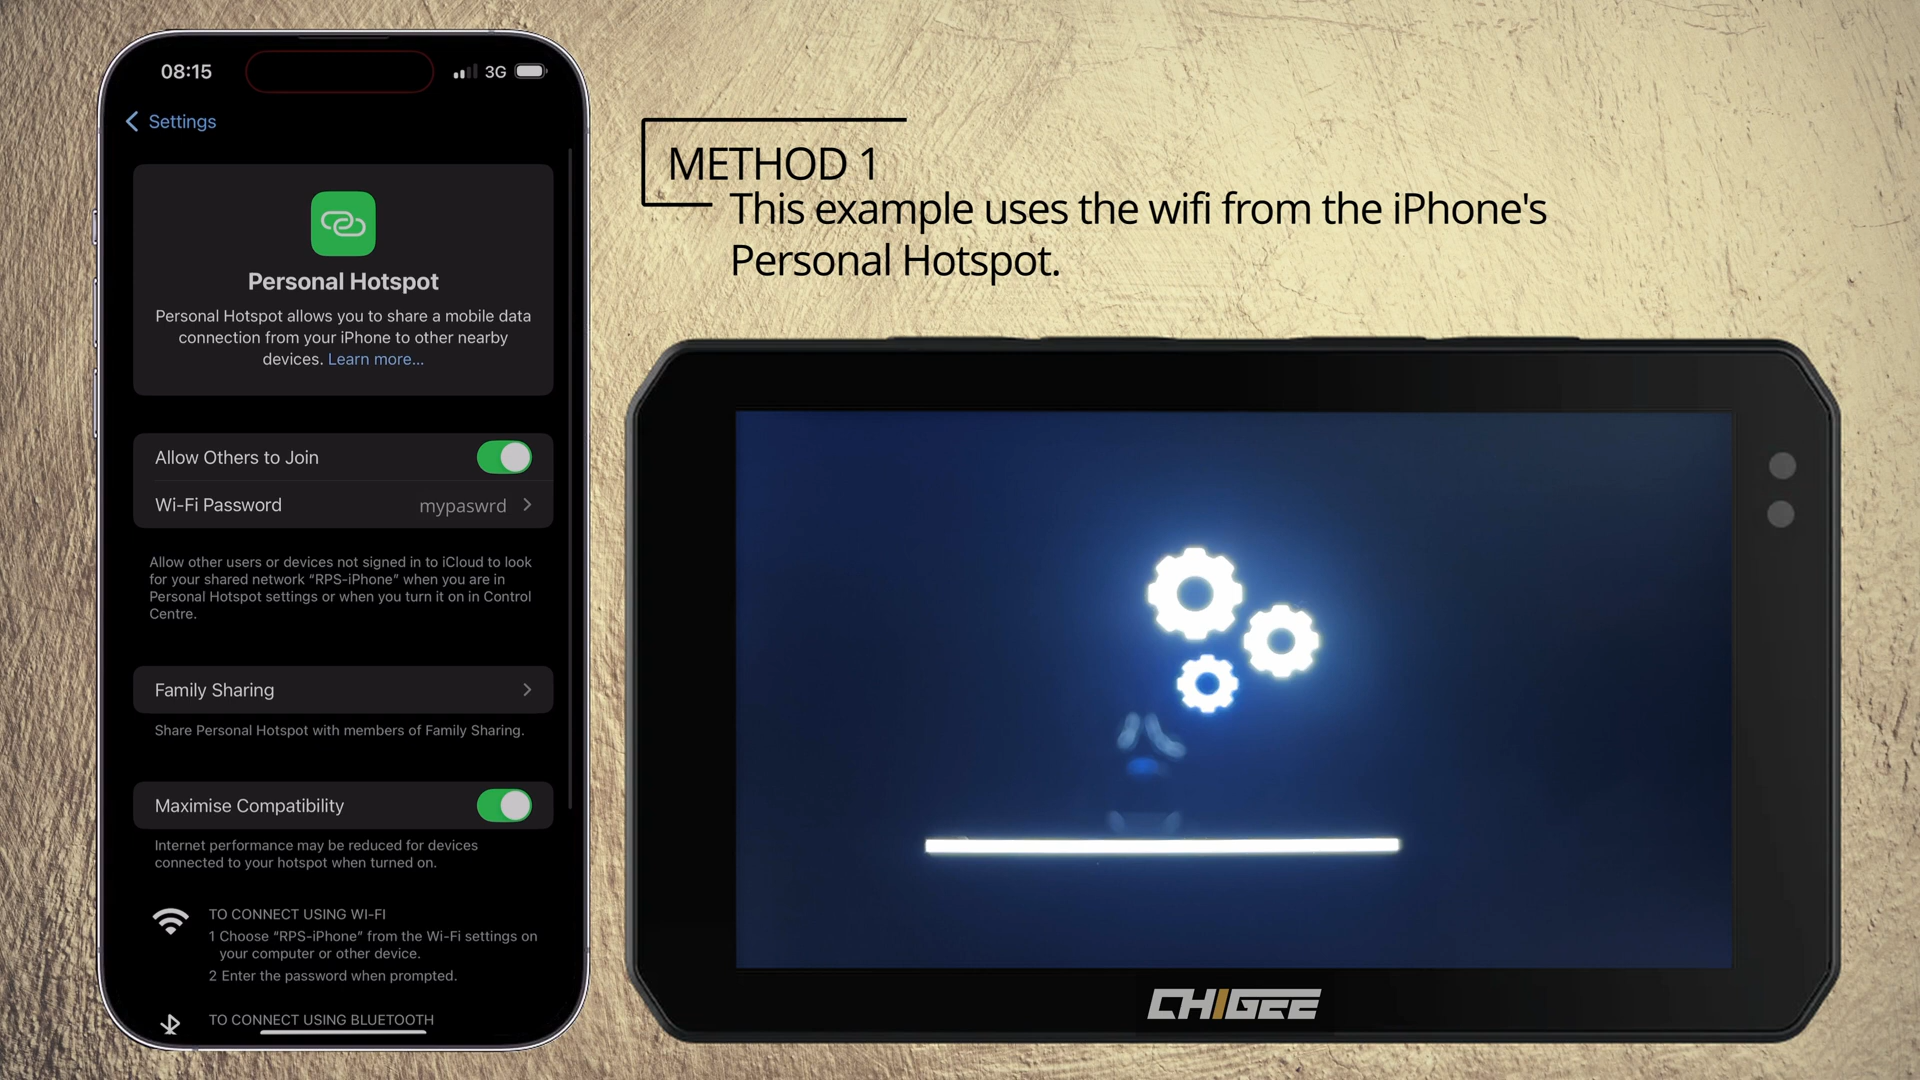 08:15
3G
Settings
Personal Hotspot
Personal Hotspot allows you to share a mobile data
connection from your iPhone to other nearby
devices. Learn more...
Allow Others to Join
Wi-Fi Password mypaswrd
Allow other users or devices not signed in to iCloud to look
for your shared network “RPS-iPhone” when you are in
Personal Hotspot settings or when you turn it on in Control
Centre.
Family Sharing
Share Personal Hotspot with members of Family Sharing.
Maximise Compatibility
Internet performance may be reduced for devices
connected to your hotspot when turned on.
TO CONNECT USING WI-FI
1 Choose “RPS-iPhone” from the Wi-Fi settings on
your computer or other device.
2 Enter the password when prompted.
TO CONNECT USING BLUETOOTH
METHOD 1
This example uses the wifi from the iPhone's
Personal Hotspot.
CHIGEE